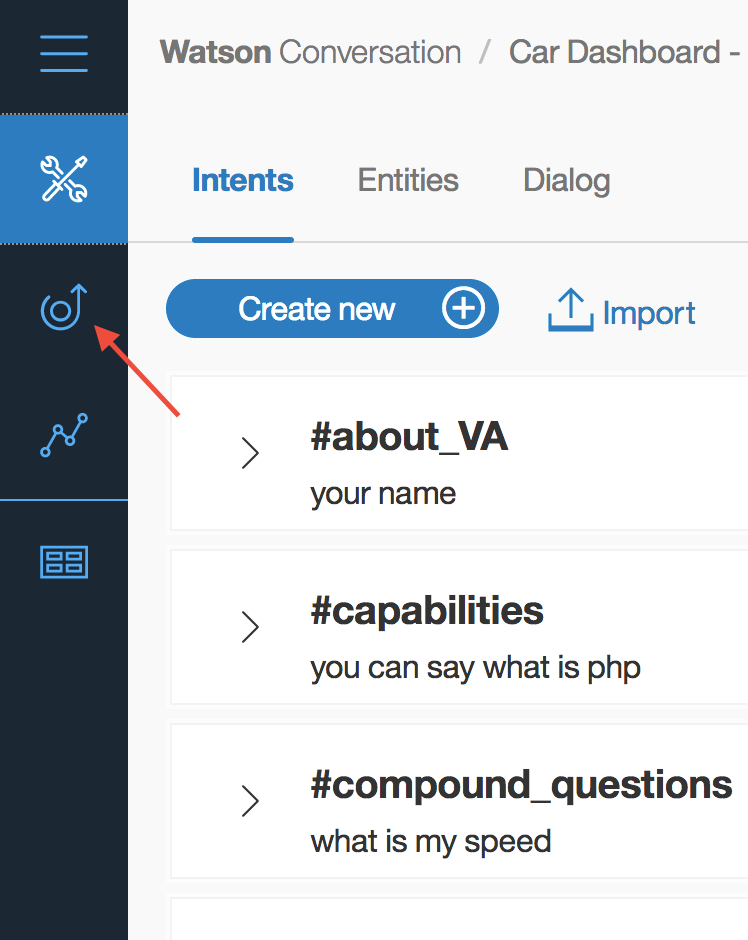 Watson Conversation / Car Dashboard -
Intents Entities Dialog
Create new Import
#about_VA
your name
#capabilities
you can say what is php
#compound_questions
what is my speed